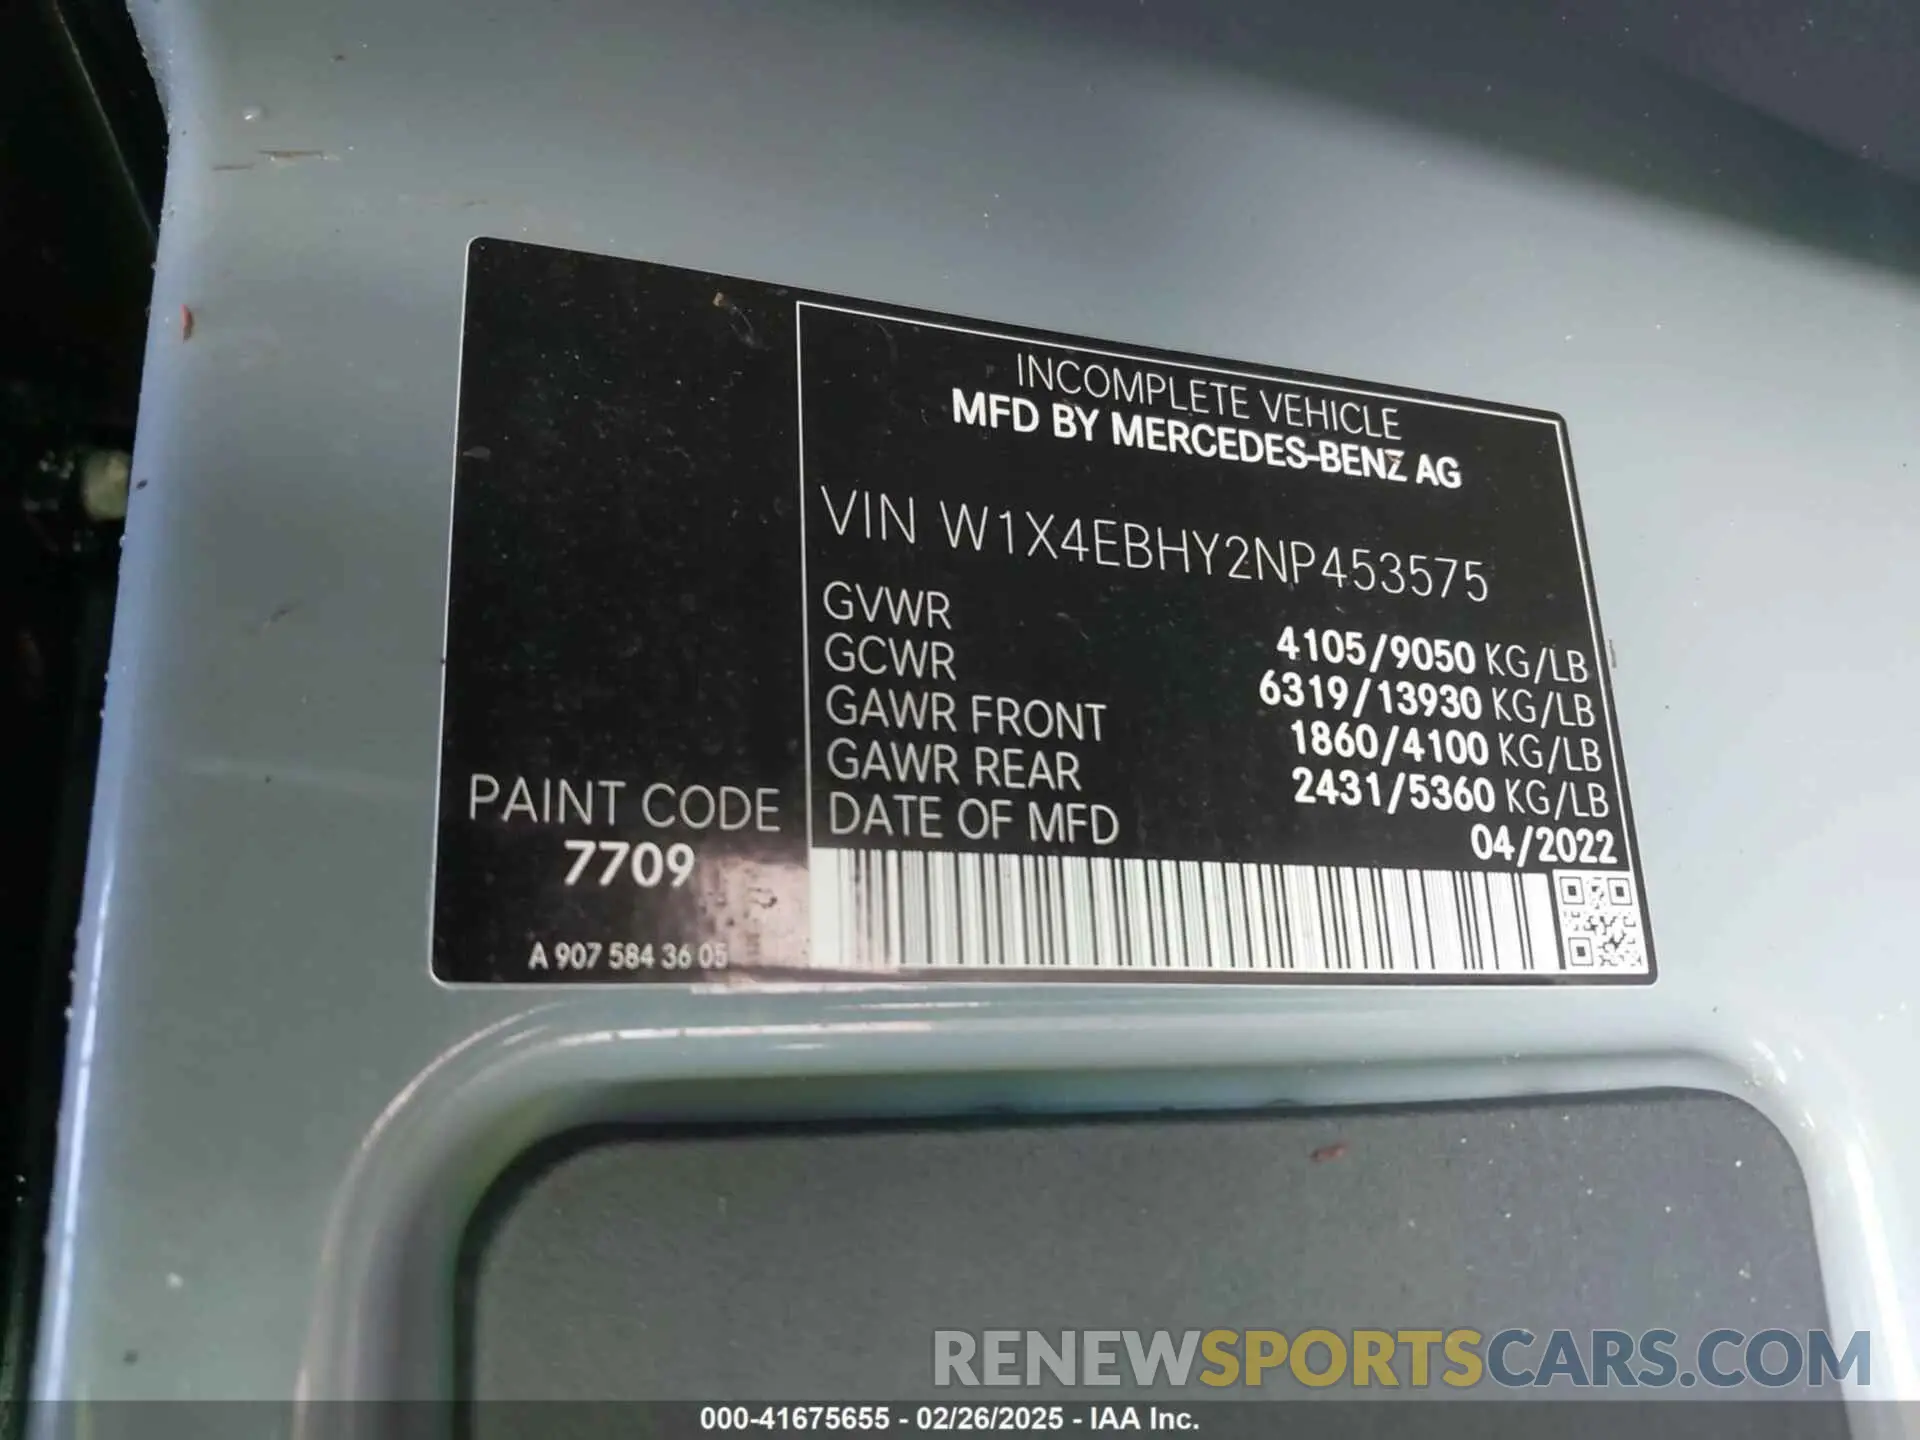 INCOMPLETE VEHICLE
MFD BY MERCEDES-BENZ AG
VIN W1X4EBHY2NP453575
GVWR 4105/9050 KG/LB
GCWR 6319/13930 KG/LB
GAWR FRONT 1860/4100 KG/LB
GAWR REAR 2431/5360 KG/LB
DATE OF MFD 04/2022
PAINT CODE
7709
A 907 584 36 05
RENEWSPORTSCARS.COM
000-41675655 - 02/26/2025 - IAA Inc.